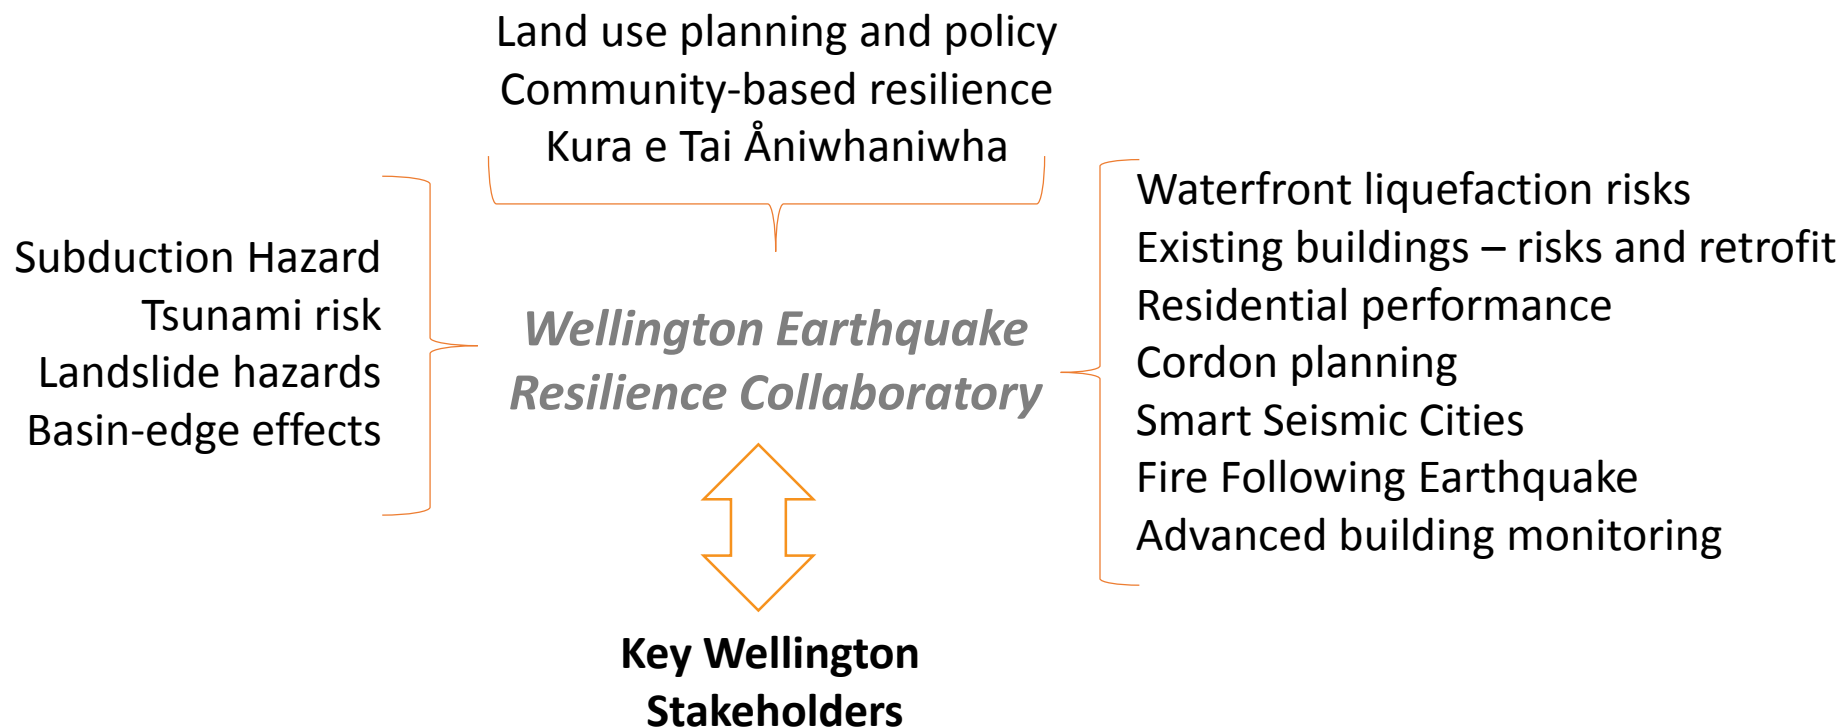 Land use planning and policy
Community-based resilience
Kura e Tai Åniwhaniwha
Subduction Hazard
Tsunami risk
Landslide hazards
Basin-edge effects
Wellington Earthquake
Resilience Collaboratory
Waterfront liquefaction risks
Existing buildings – risks and retrofit
Residential performance
Cordon planning
Smart Seismic Cities
Fire Following Earthquake
Advanced building monitoring
Key Wellington
Stakeholders